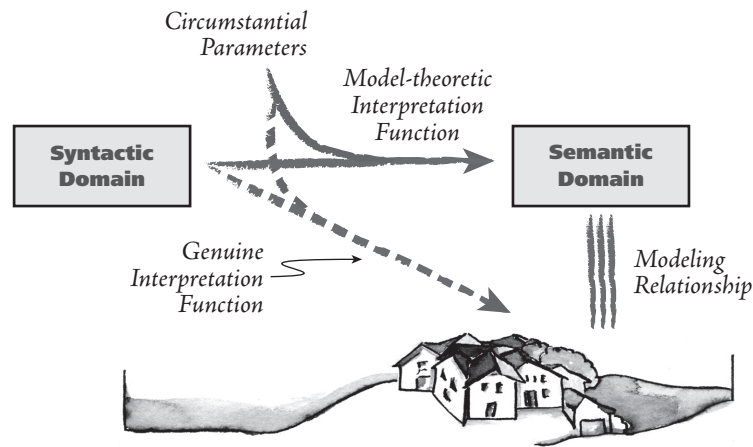 Circumstantial
Parameters
Model-theoretic
Interpretation
Function
Syntactic
Domain
Semantic
Domain
Genuine
Interpretation
Function
Modeling
Relationship